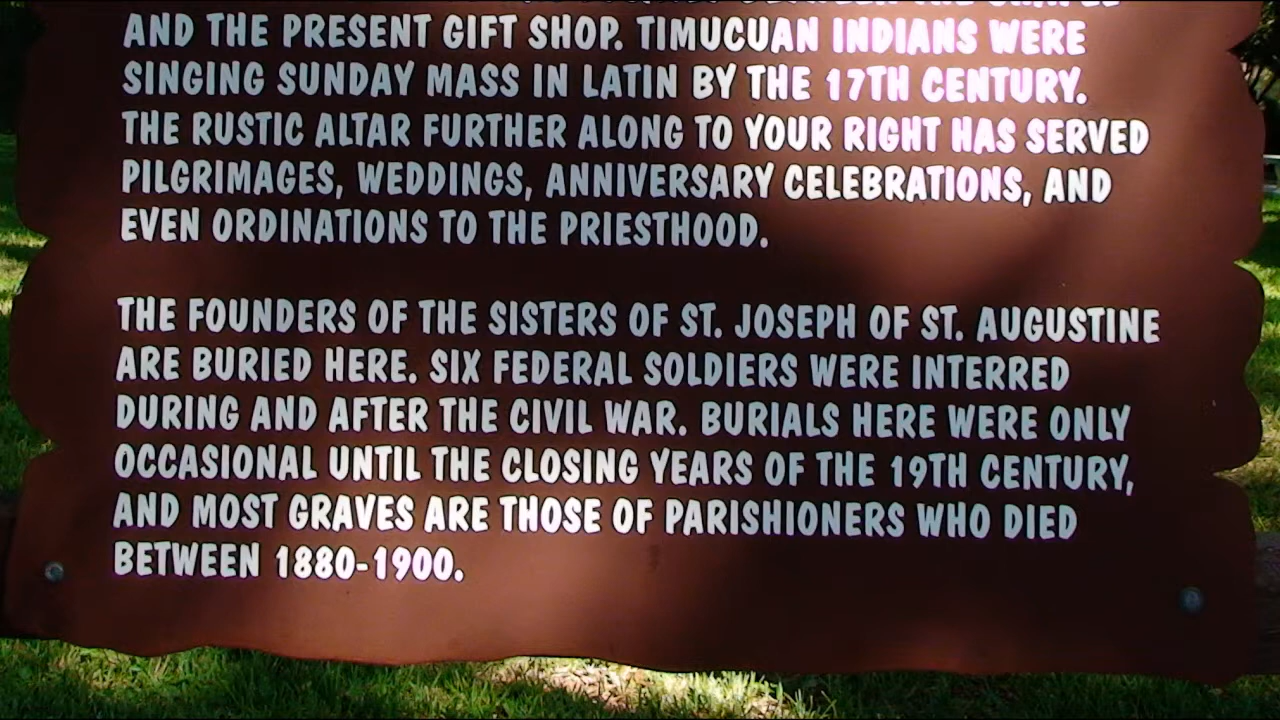 BETWEEN THE
AND THE PRESENT GIFT SHOP. TIMUCUAN INDIANS WERE
SINGING SUNDAY MASS IN LATIN BY THE 17TH CENTURY.
THE RUSTIC ALTAR FURTHER ALONG TO YOUR RIGHT HAS SERVED
PILGRIMAGES, WEDDINGS, ANNIVERSARY CELEBRATIONS, AND
EVEN ORDINATIONS TO THE PRIESTHOOD.
THE FOUNDERS OF THE SISTERS OF ST. JOSEPH OF ST. AUGUSTINE
ARE BURIED HERE. SIX FEDERAL SOLDIERS WERE INTERRED
DURING AND AFTER THE CIVIL WAR. BURIALS HERE WERE ONLY
OCCASIONAL UNTIL THE CLOSING YEARS OF THE 19TH CENTURY,
AND MOST GRAVES ARE THOSE OF PARISHIONERS WHO DIED
BETWEEN 1880-1900.